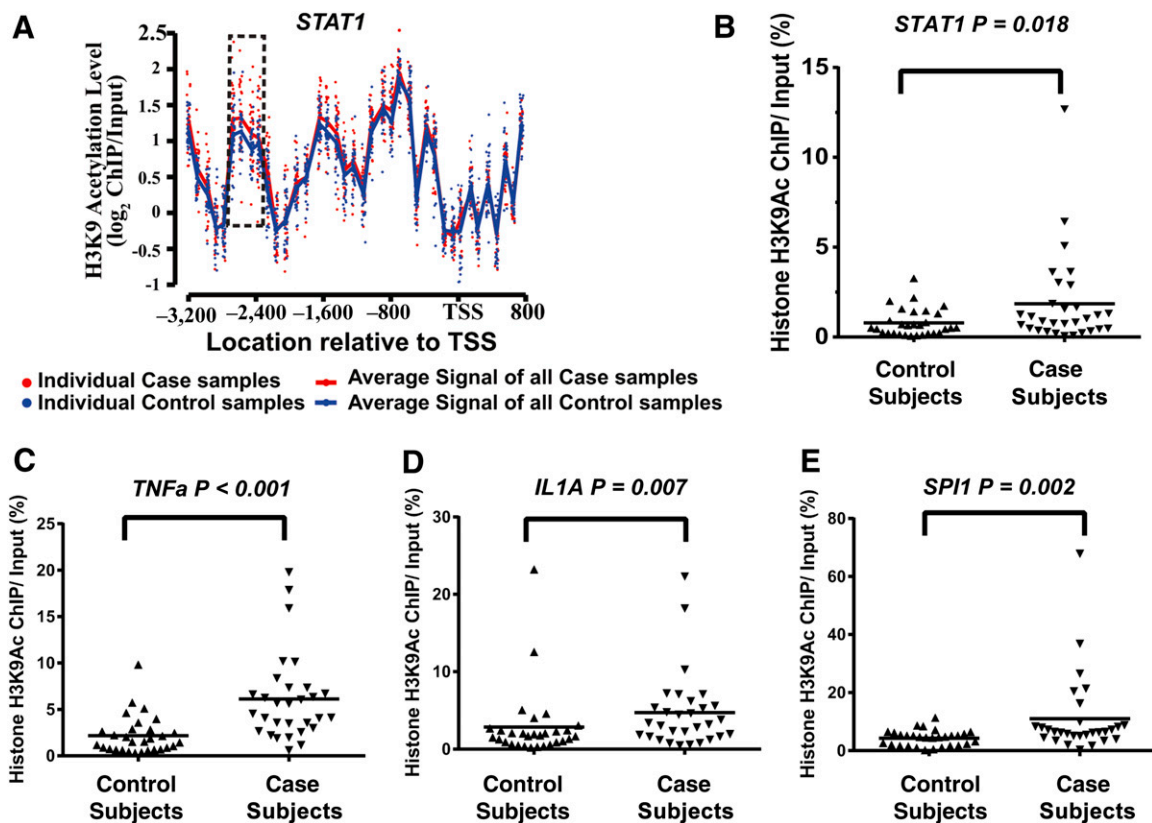 A
STAT1
H3K9 Acetylation Level
(log2 ChIP/Input)
2.5
2
1.5
1
0.5
0
-0.5
-1
−3,200
−2,400
−1,600
−800
TSS
800
Location relative to TSS
Individual Case samples
Average Signal of all Case samples
Individual Control samples
Average Signal of all Control samples
B
STAT1 P = 0.018
Histone H3K9Ac ChIP/ Input (%)
15
10
5
0
Control
Subjects
Case
Subjects
C
TNFa P < 0.001
Histone H3K9Ac ChIP/ Input (%)
25
20
15
10
5
0
Control
Subjects
Case
Subjects
D
IL1A P = 0.007
Histone H3K9Ac ChIP/ Input (%)
30
20
10
0
Control
Subjects
Case
Subjects
E
SPI1 P = 0.002
Histone H3K9Ac ChIP/ Input (%)
80
60
40
20
0
Control
Subjects
Case
Subjects